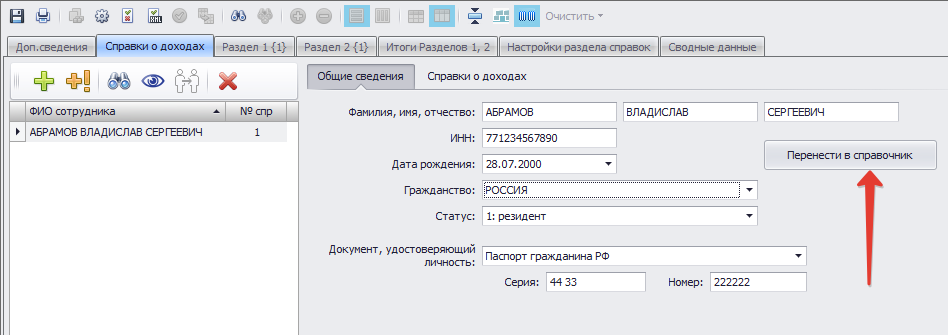 Очистить
Доп.сведения
Справки о доходах
Раздел 1 {1}
Раздел 2 {1}
Итоги Разделов 1, 2
Настройки раздела справок
Сводные данные
ФИО сотрудника
№ спр
АБРАМОВ ВЛАДИСЛАВ СЕРГЕЕВИЧ
1
Общие сведения
Справки о доходах
Фамилия, имя, отчество: АБРАМОВ ВЛАДИСЛАВ СЕРГЕЕВИЧ
ИНН: 771234567890
Перенести в справочник
Дата рождения: 28.07.2000
Гражданство: РОССИЯ
Статус: 1: резидент
Документ, удостоверяющий
личность: Паспорт гражданина РФ
Серия: 44 33 Номер: 222222